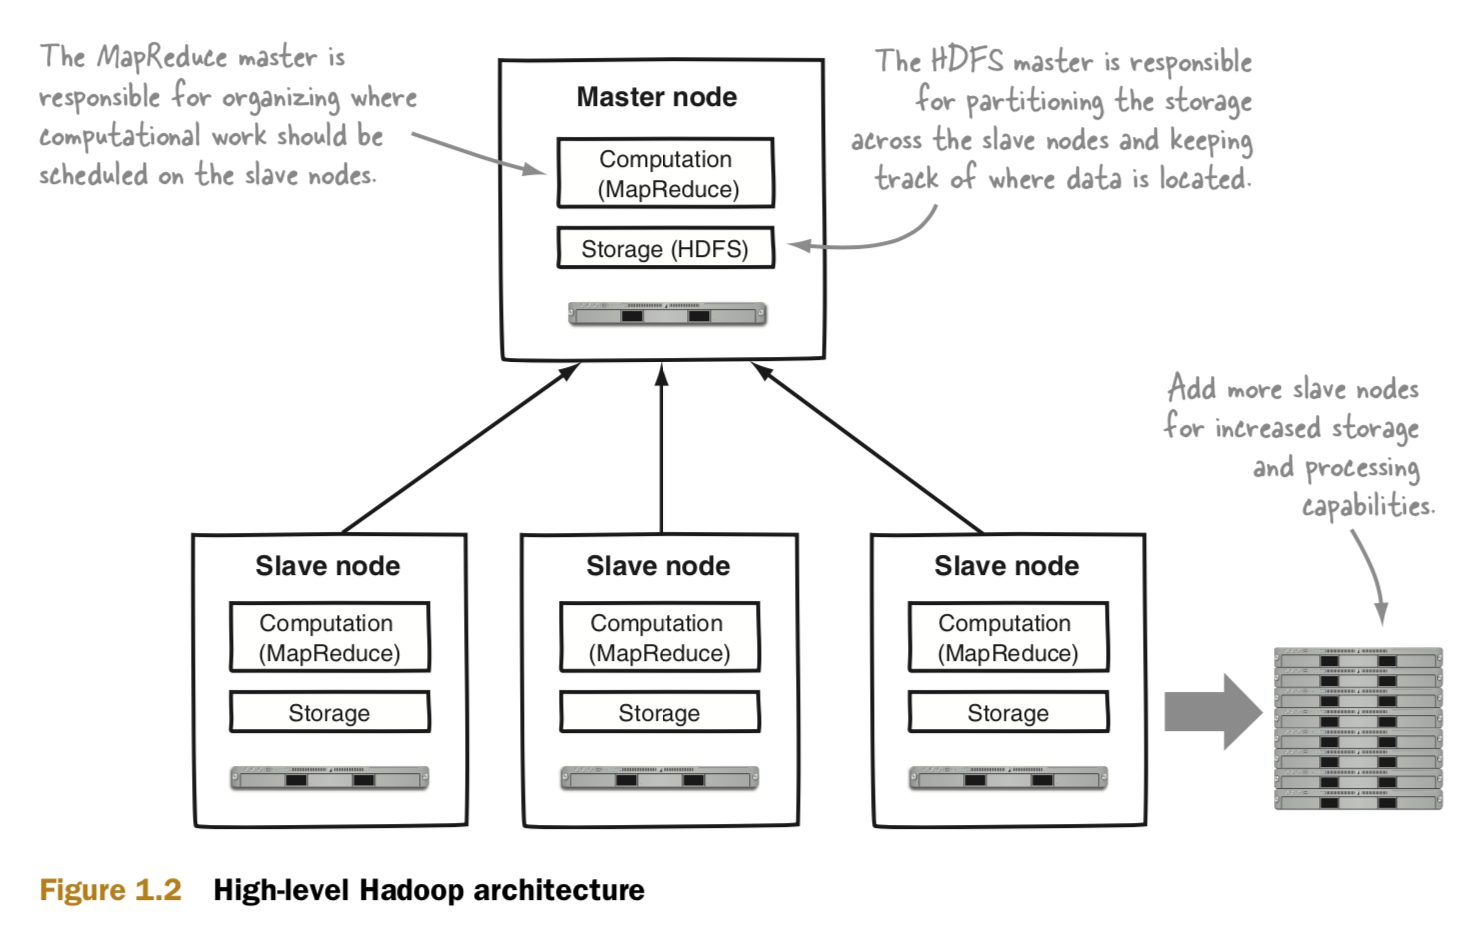 The MapReduce master is
responsible for organizing where
computational work should be
scheduled on the slave nodes.
Master node
Computation
(MapReduce)
Storage (HDFS)
The HDFS master is responsible
for partitioning the storage
across the slave nodes and keeping
track of where data is located.
Add more slave nodes
for increased storage
and processing
capabilities.
Slave node
Computation
(MapReduce)
Storage
Slave node
Computation
(MapReduce)
Storage
Slave node
Computation
(MapReduce)
Storage
Figure 1.2 High-level Hadoop architecture